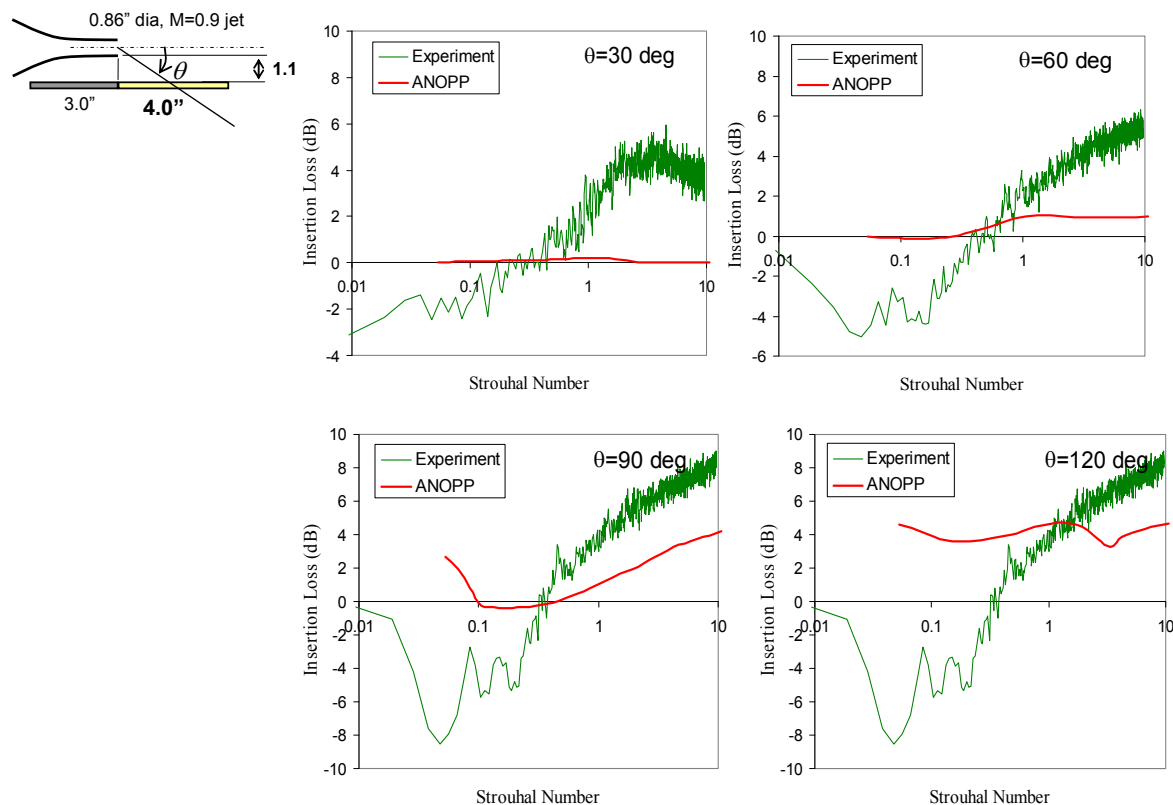 0.86” dia, M=0.9 jet
θ
1.1
3.0”
4.0”
Experiment
ANOPP
θ=30 deg
Insertion Loss (dB)
10
8
6
4
2
0
-2
-4
0.01
0.1
1
10
Strouhal Number
Experiment
ANOPP
θ=60 deg
Insertion Loss (dB)
10
8
6
4
2
0
-2
-4
-6
0.01
0.1
1
10
Strouhal Number
Experiment
ANOPP
θ=90 deg
Insertion Loss (dB)
10
8
6
4
2
0
-2
-4
-6
-8
-10
0.01
0.1
1
10
Strouhal Number
Experiment
ANOPP
θ=120 deg
Insertion Loss (dB)
10
8
6
4
2
0
-2
-4
-6
-8
-10
0.01
0.1
1
10
Strouhal Number